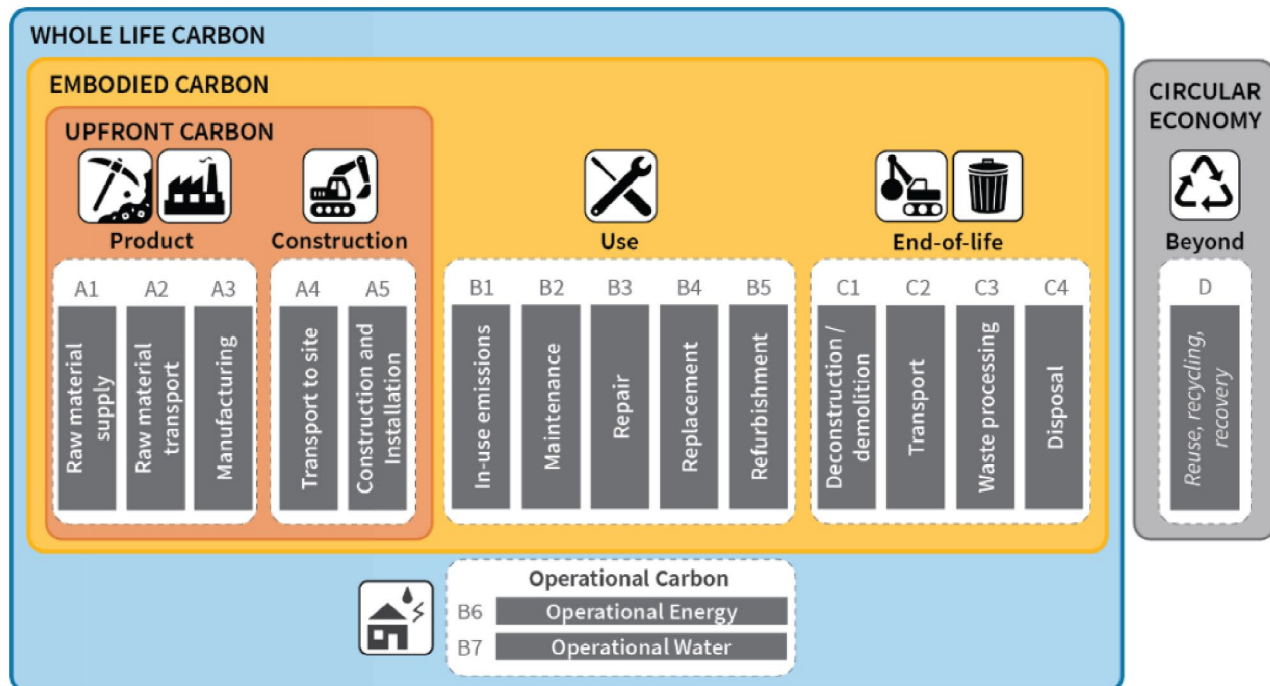 WHOLE LIFE CARBON
EMBODIED CARBON
UPFRONT CARBON
Product
Construction
Use
End-of-life
A1
A2
A3
A4
A5
B1
B2
B3
B4
B5
C1
C2
C3
C4
Raw material
supply
Raw material
transport
Manufacturing
Transport to site
Construction and
Installation
In-use emissions
Maintenance
Repair
Replacement
Refurbishment
Deconstruction /
demolition
Transport
Waste processing
Disposal
Operational Carbon
B6
Operational Energy
B7
Operational Water
CIRCULAR
ECONOMY
Beyond
D
Reuse, recycling,
recovery